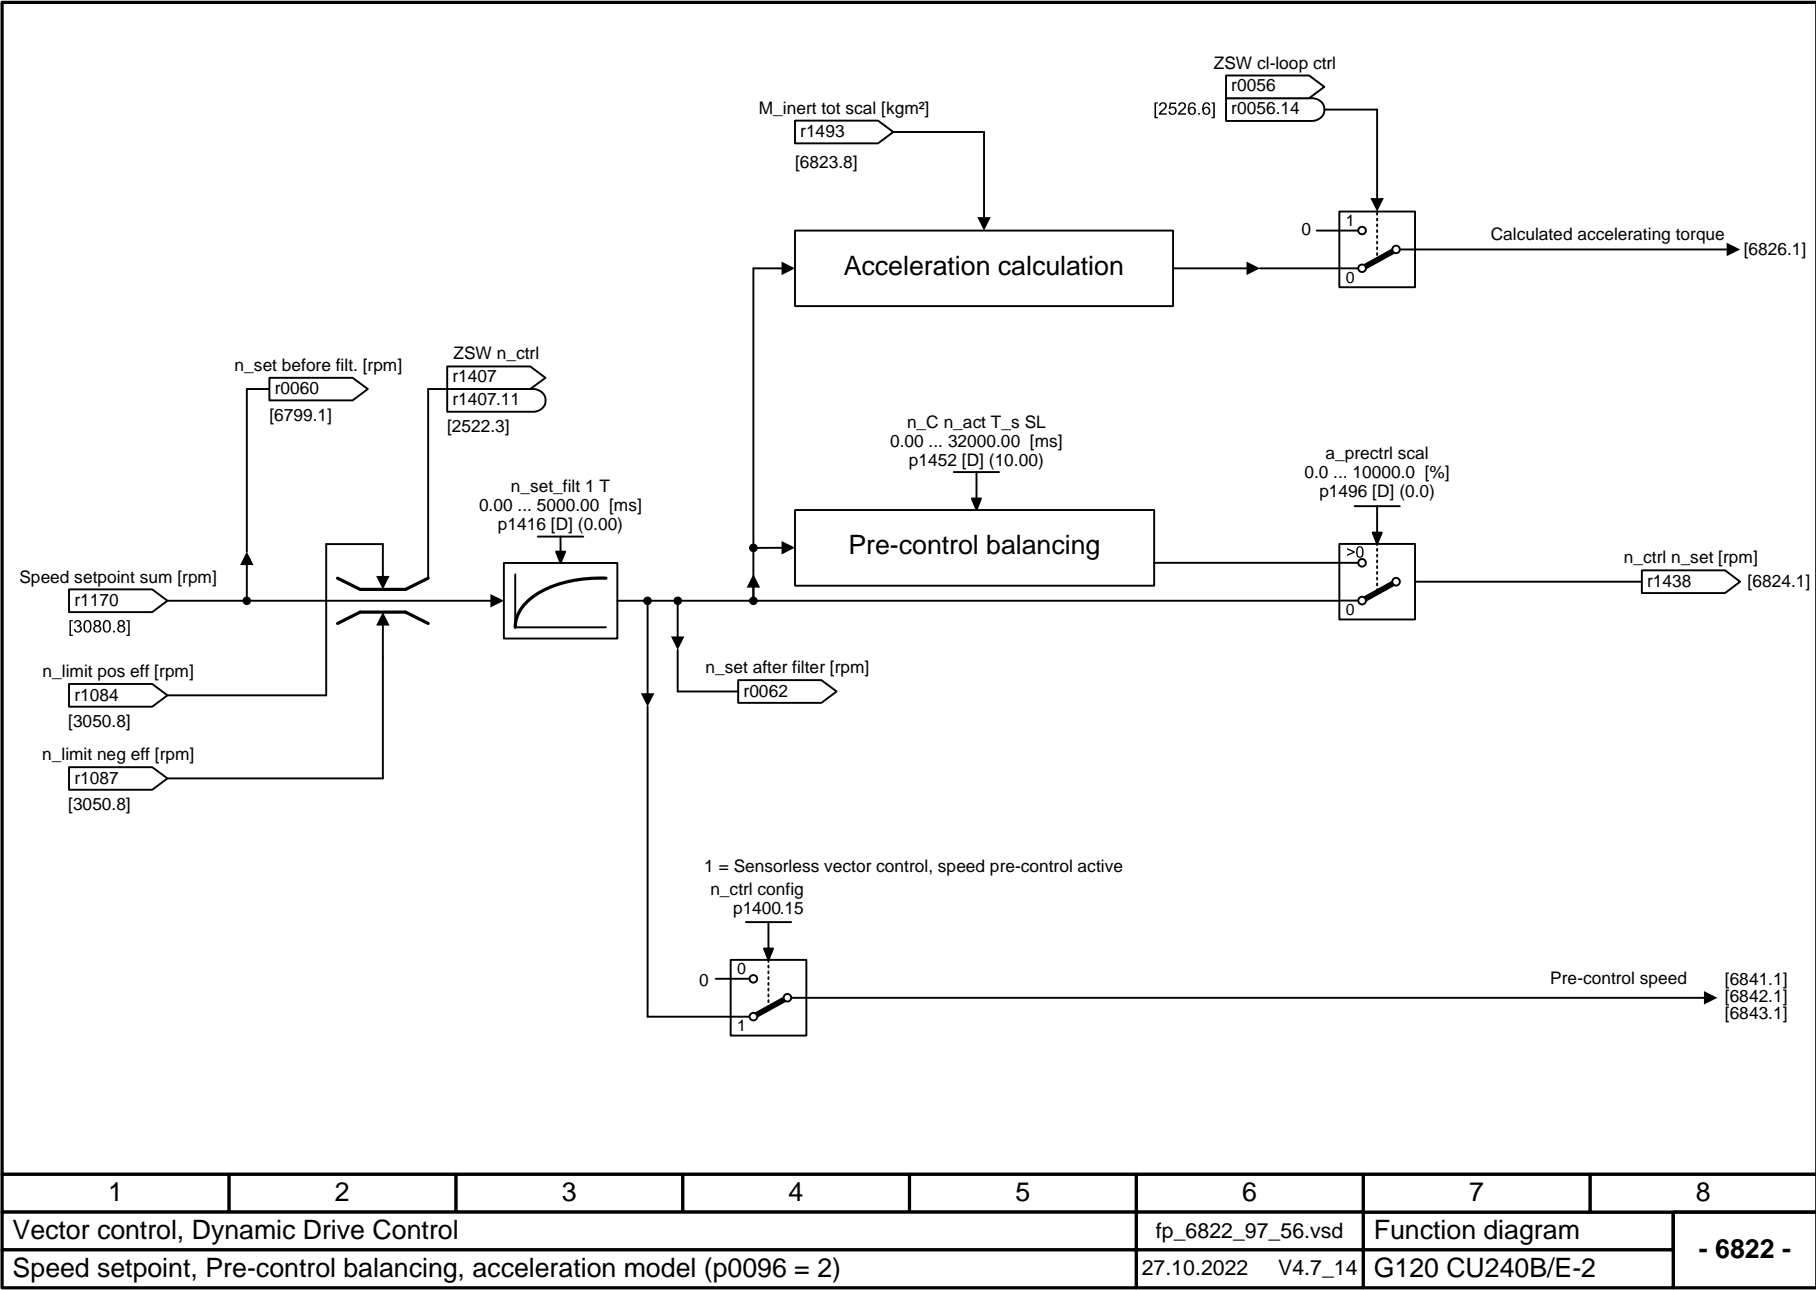 ZSW cl-loop ctrl
r0056
[2526.6] r0056.14
M_inert tot scal [kgm²]
r1493
[6823.8]
1
0
0
Calculated accelerating torque
[6826.1]
Acceleration calculation
n_set before filt. [rpm]
r0060
[6799.1]
ZSW n_ctrl
r1407
r1407.11
[2522.3]
n_C n_act T_s SL
0.00 ... 32000.00 [ms]
p1452 [D] (10.00)
a_prectrl scal
0.0 ... 10000.0 [%]
p1496 [D] (0.0)
n_set_filt 1 T
0.00 ... 5000.00 [ms]
p1416 [D] (0.00)
Pre-control balancing
>0
0
n_ctrl n_set [rpm]
r1438 [6824.1]
Speed setpoint sum [rpm]
r1170
[3080.8]
n_limit pos eff [rpm]
r1084
[3050.8]
n_set after filter [rpm]
r0062
n_limit neg eff [rpm]
r1087
[3050.8]
1 = Sensorless vector control, speed pre-control active
n_ctrl config
p1400.15
0
0
1
Pre-control speed
[6841.1]
[6842.1]
[6843.1]
1 2 3 4 5 6 7 8
Vector control, Dynamic Drive Control
fp_6822_97_56.vsd
Function diagram
- 6822 -
Speed setpoint, Pre-control balancing, acceleration model (p0096 = 2)
27.10.2022 V4.7_14
G120 CU240B/E-2